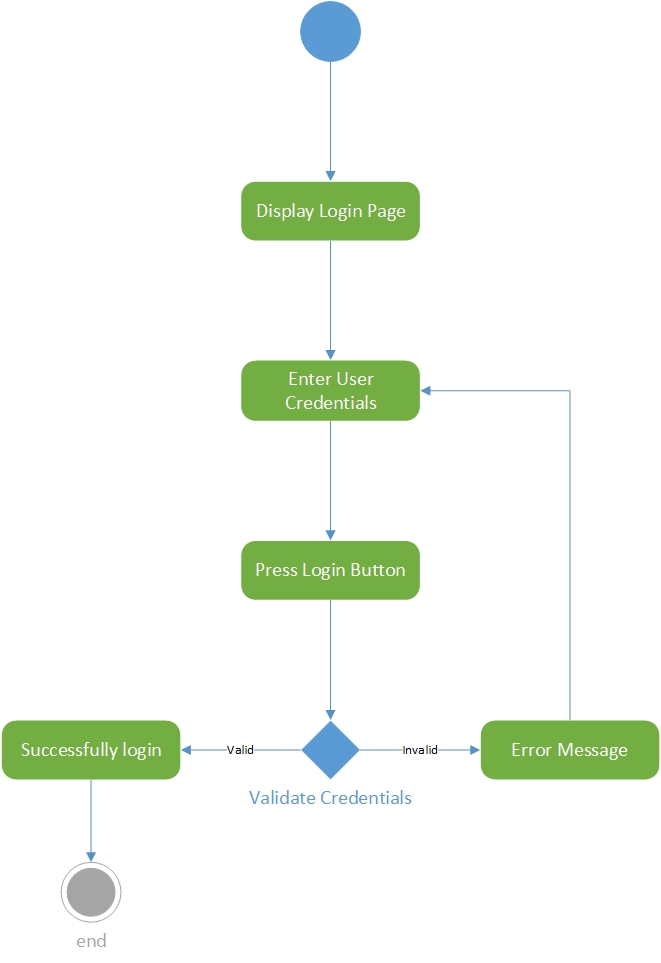 Display Login Page
Enter User
Credentials
Press Login Button
Successfully login
Valid
Invalid
Error Message
Validate Credentials
end